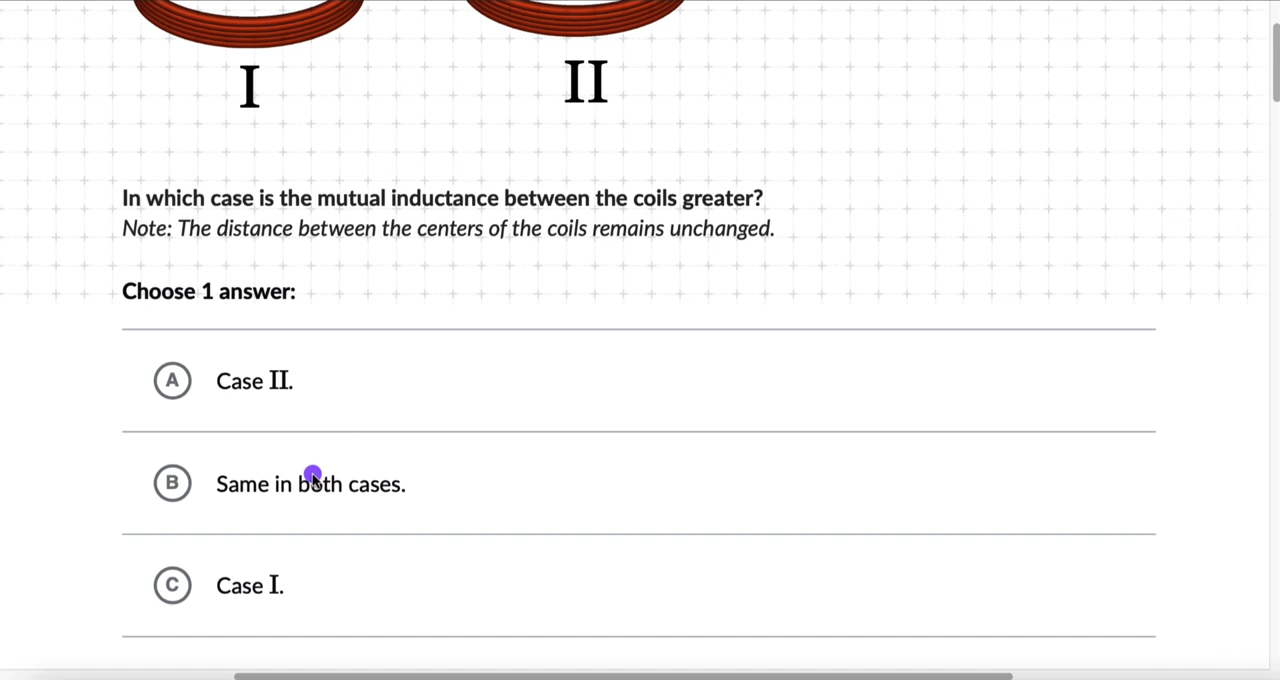 I
II
In which case is the mutual inductance between the coils greater?
Note: The distance between the centers of the coils remains unchanged.
Choose 1 answer:
A Case II.
B Same in both cases.
C Case I.